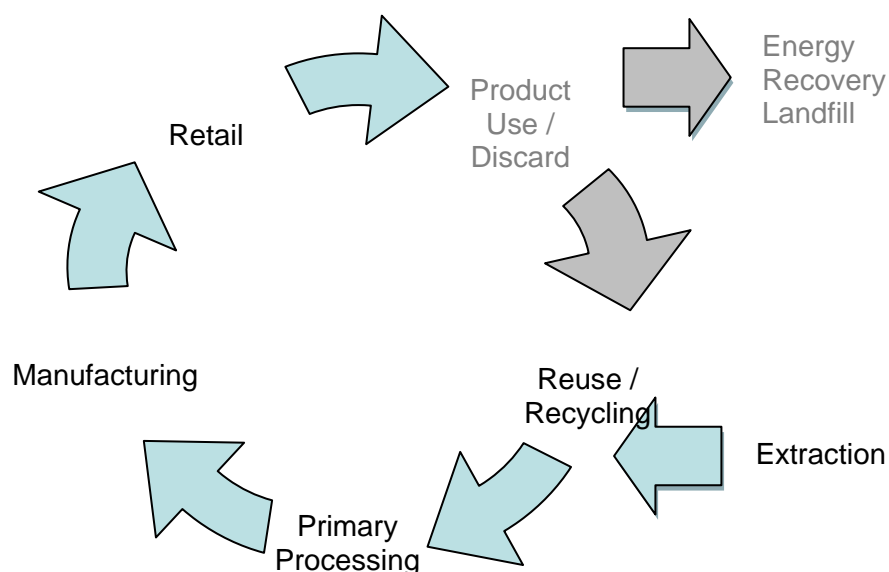 Energy
Recovery
Landfill
Product
Use /
Discard
Retail
Manufacturing
Reuse /
Recycling
Extraction
Primary
Processing